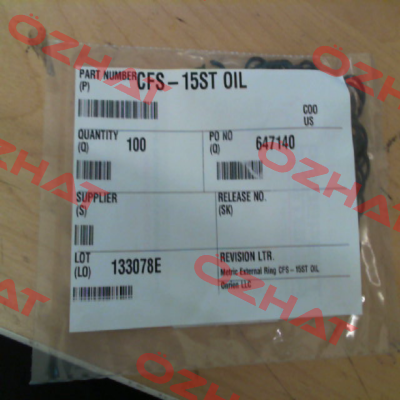 PART NUMBER CFS-15ST OIL
(P)
COO
US
QUANTITY 100
(Q)
PO NO 647140
(Q)
SUPPLIER
(S)
RELEASE NO.
(SK)
LOT 133078E
(LO)
REVISION LTR.
Metric External Ring CFS-15ST OIL
LLC
OZHAT
OZHAT
OZHAT
OZHAT
OZHAT